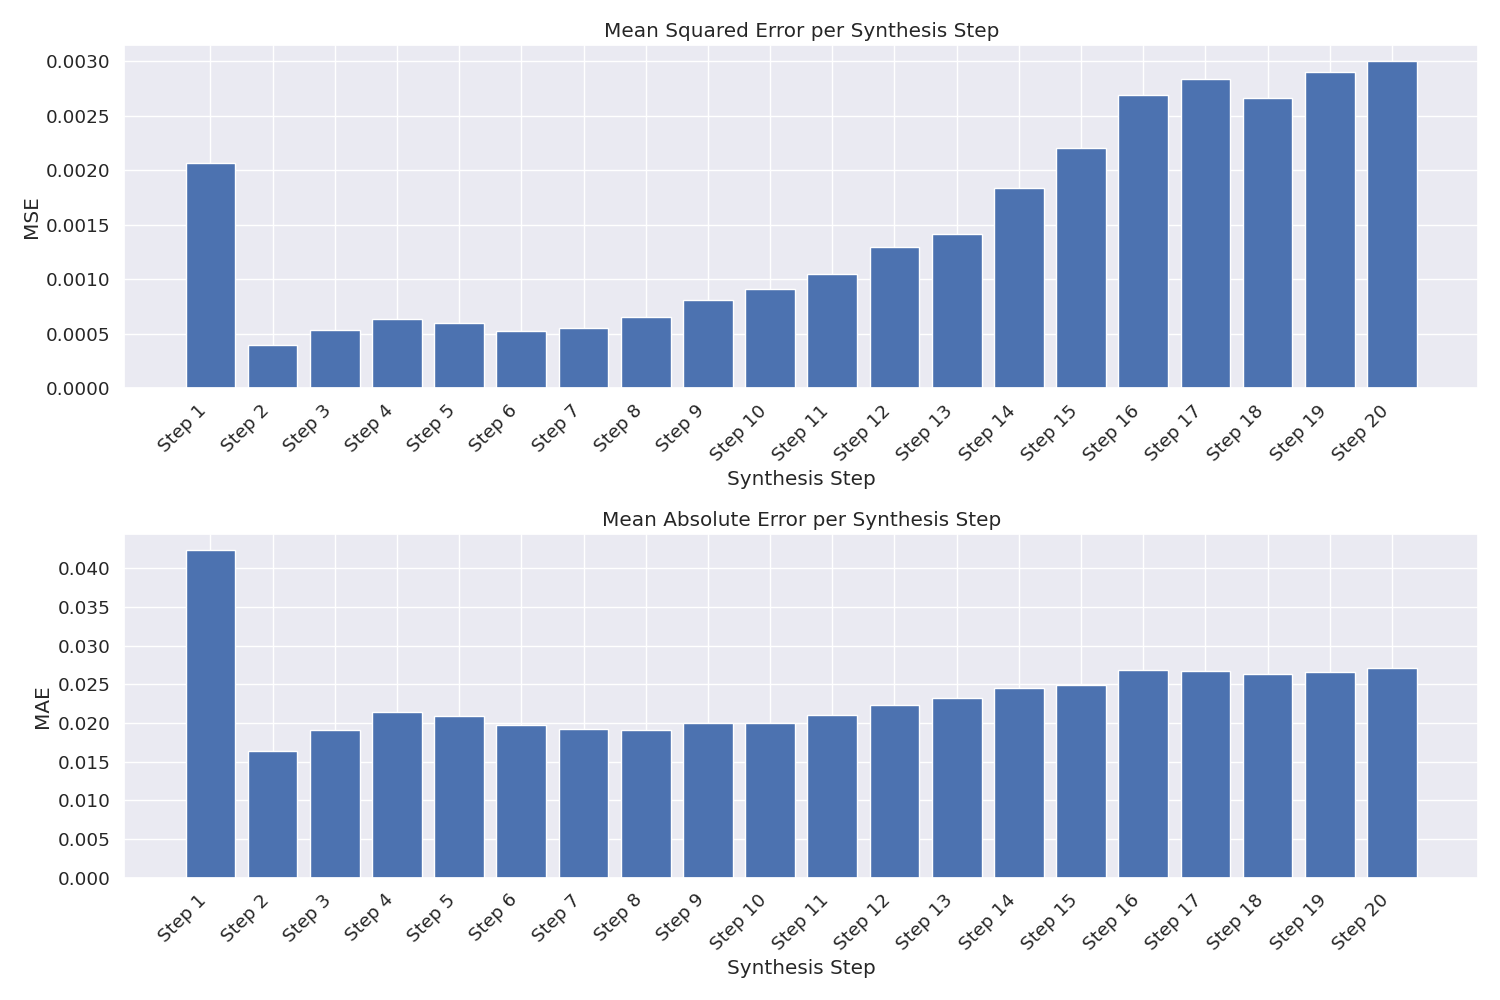 Mean Squared Error per Synthesis Step
MSE
0.0030
0.0025
0.0020
0.0015
0.0010
0.0005
0.0000
Step 1
Step 2
Step 3
Step 4
Step 5
Step 6
Step 7
Step 8
Step 9
Step 10
Step 11
Step 12
Step 13
Step 14
Step 15
Step 16
Step 17
Step 18
Step 19
Step 20
Synthesis Step
Mean Absolute Error per Synthesis Step
MAE
0.040
0.035
0.030
0.025
0.020
0.015
0.010
0.005
0.000
Step 1
Step 2
Step 3
Step 4
Step 5
Step 6
Step 7
Step 8
Step 9
Step 10
Step 11
Step 12
Step 13
Step 14
Step 15
Step 16
Step 17
Step 18
Step 19
Step 20
Synthesis Step